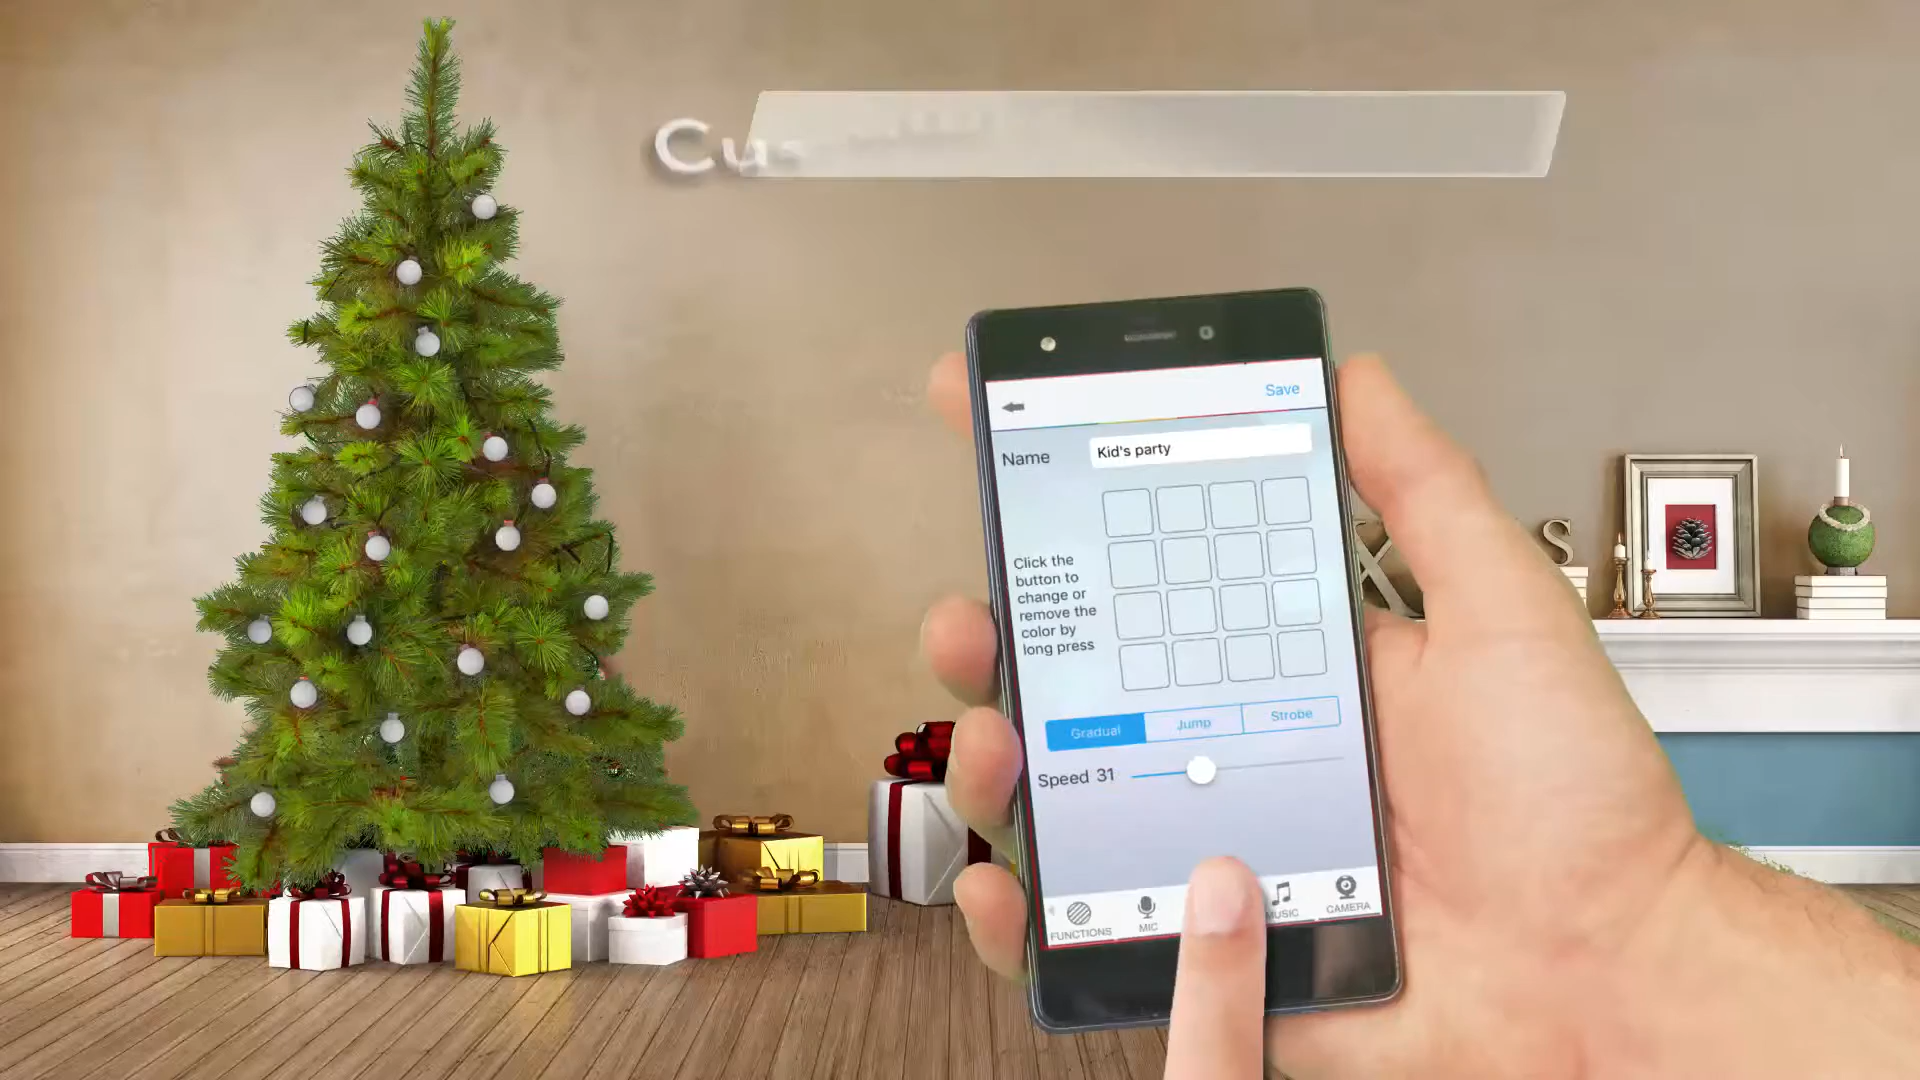 Save
Name
Kid's party
Click the
button to
change or
remove the
color by
long press
Gradual
Jump
Strobe
Speed 31
FUNCTIONS
MIC
MUSIC
CAMERA